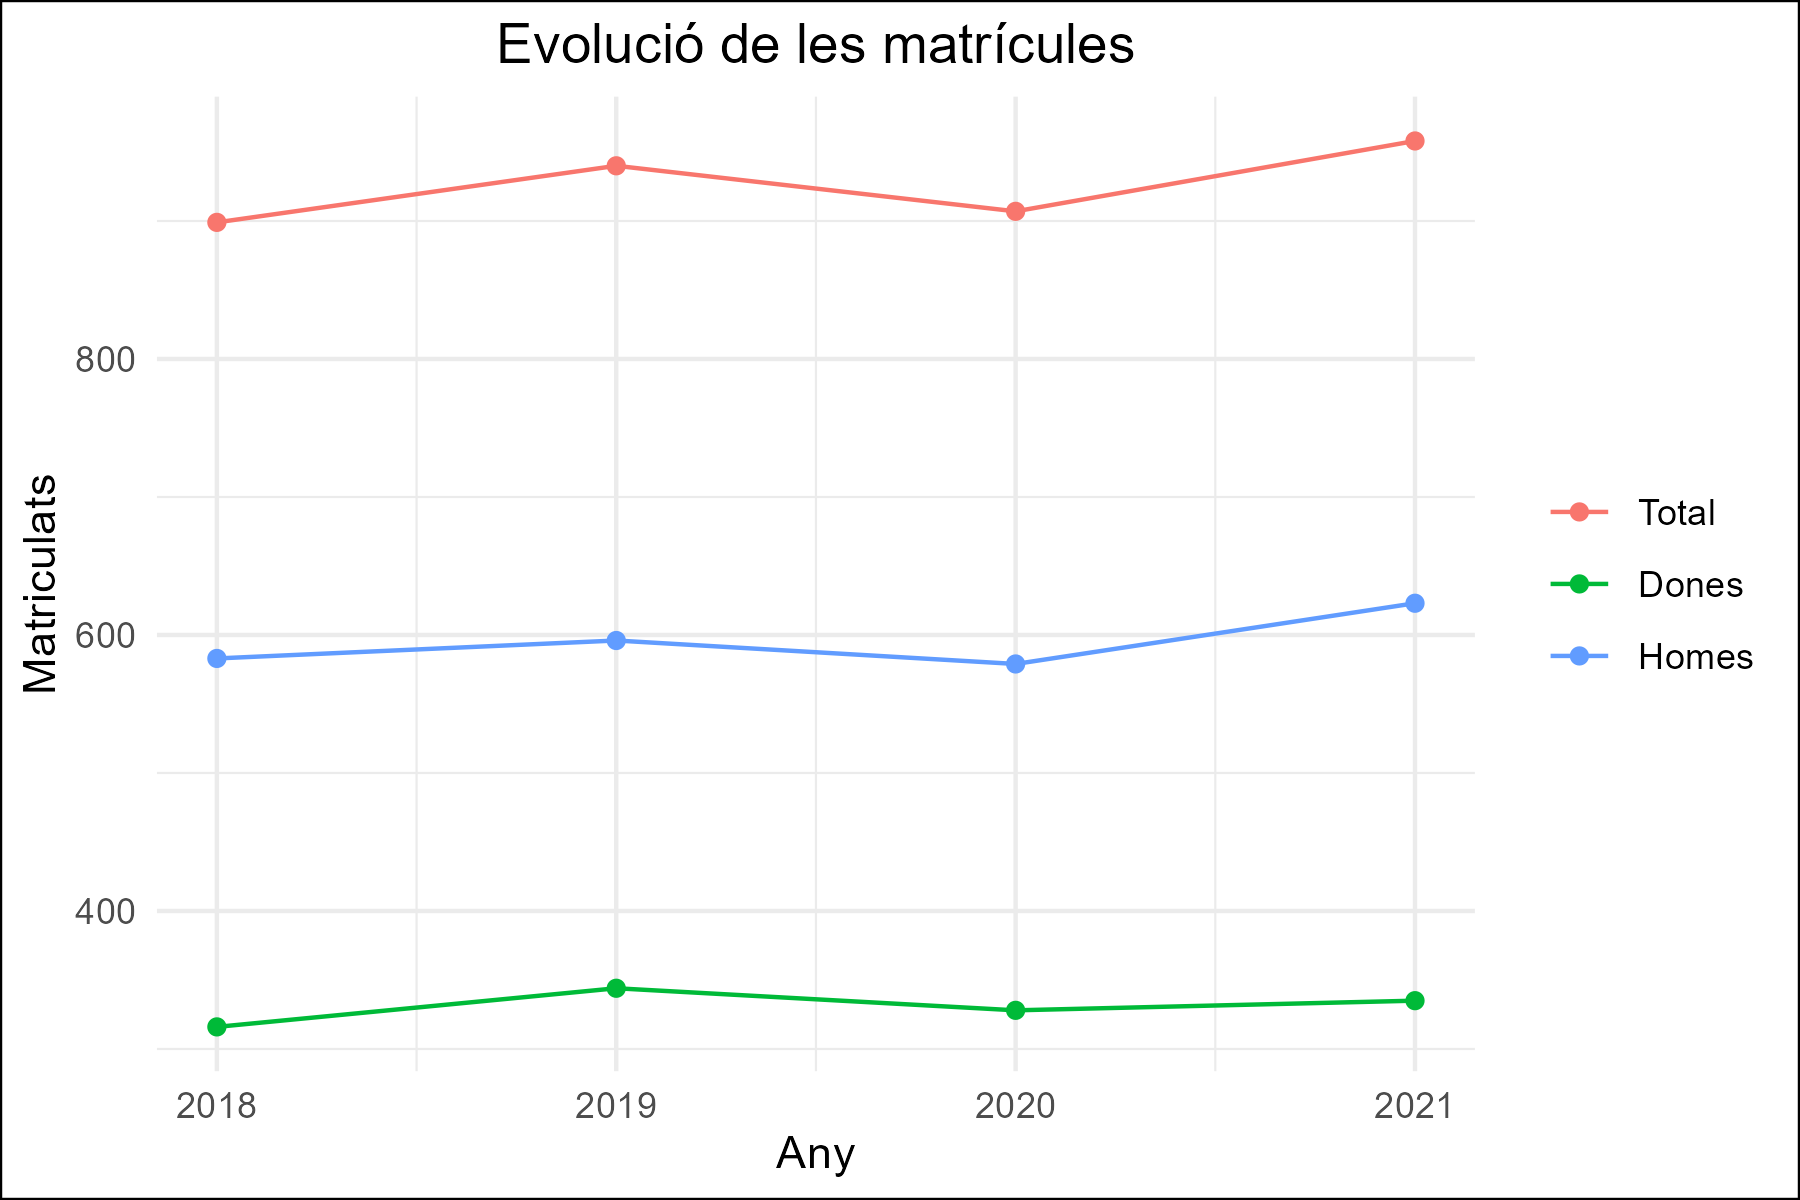 Evolució de les matrícules
Matriculats
800
600
400
2018 2019 2020 2021
Any
Total
Dones
Homes